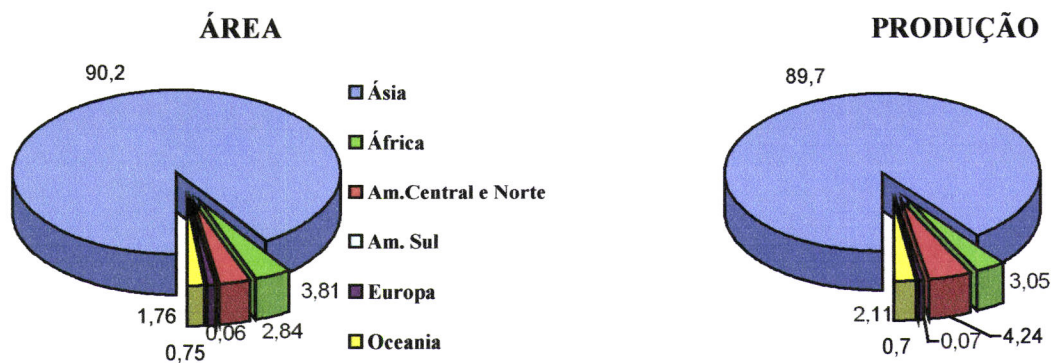 ÁREA
90,2
Ásia
África
Am.Central e Norte
Am. Sul
Europa
Oceania
3,81
2,84
0,06
1,76
0,75
PRODUÇÃO
89,7
3,05
4,24
0,07
2,11
0,7